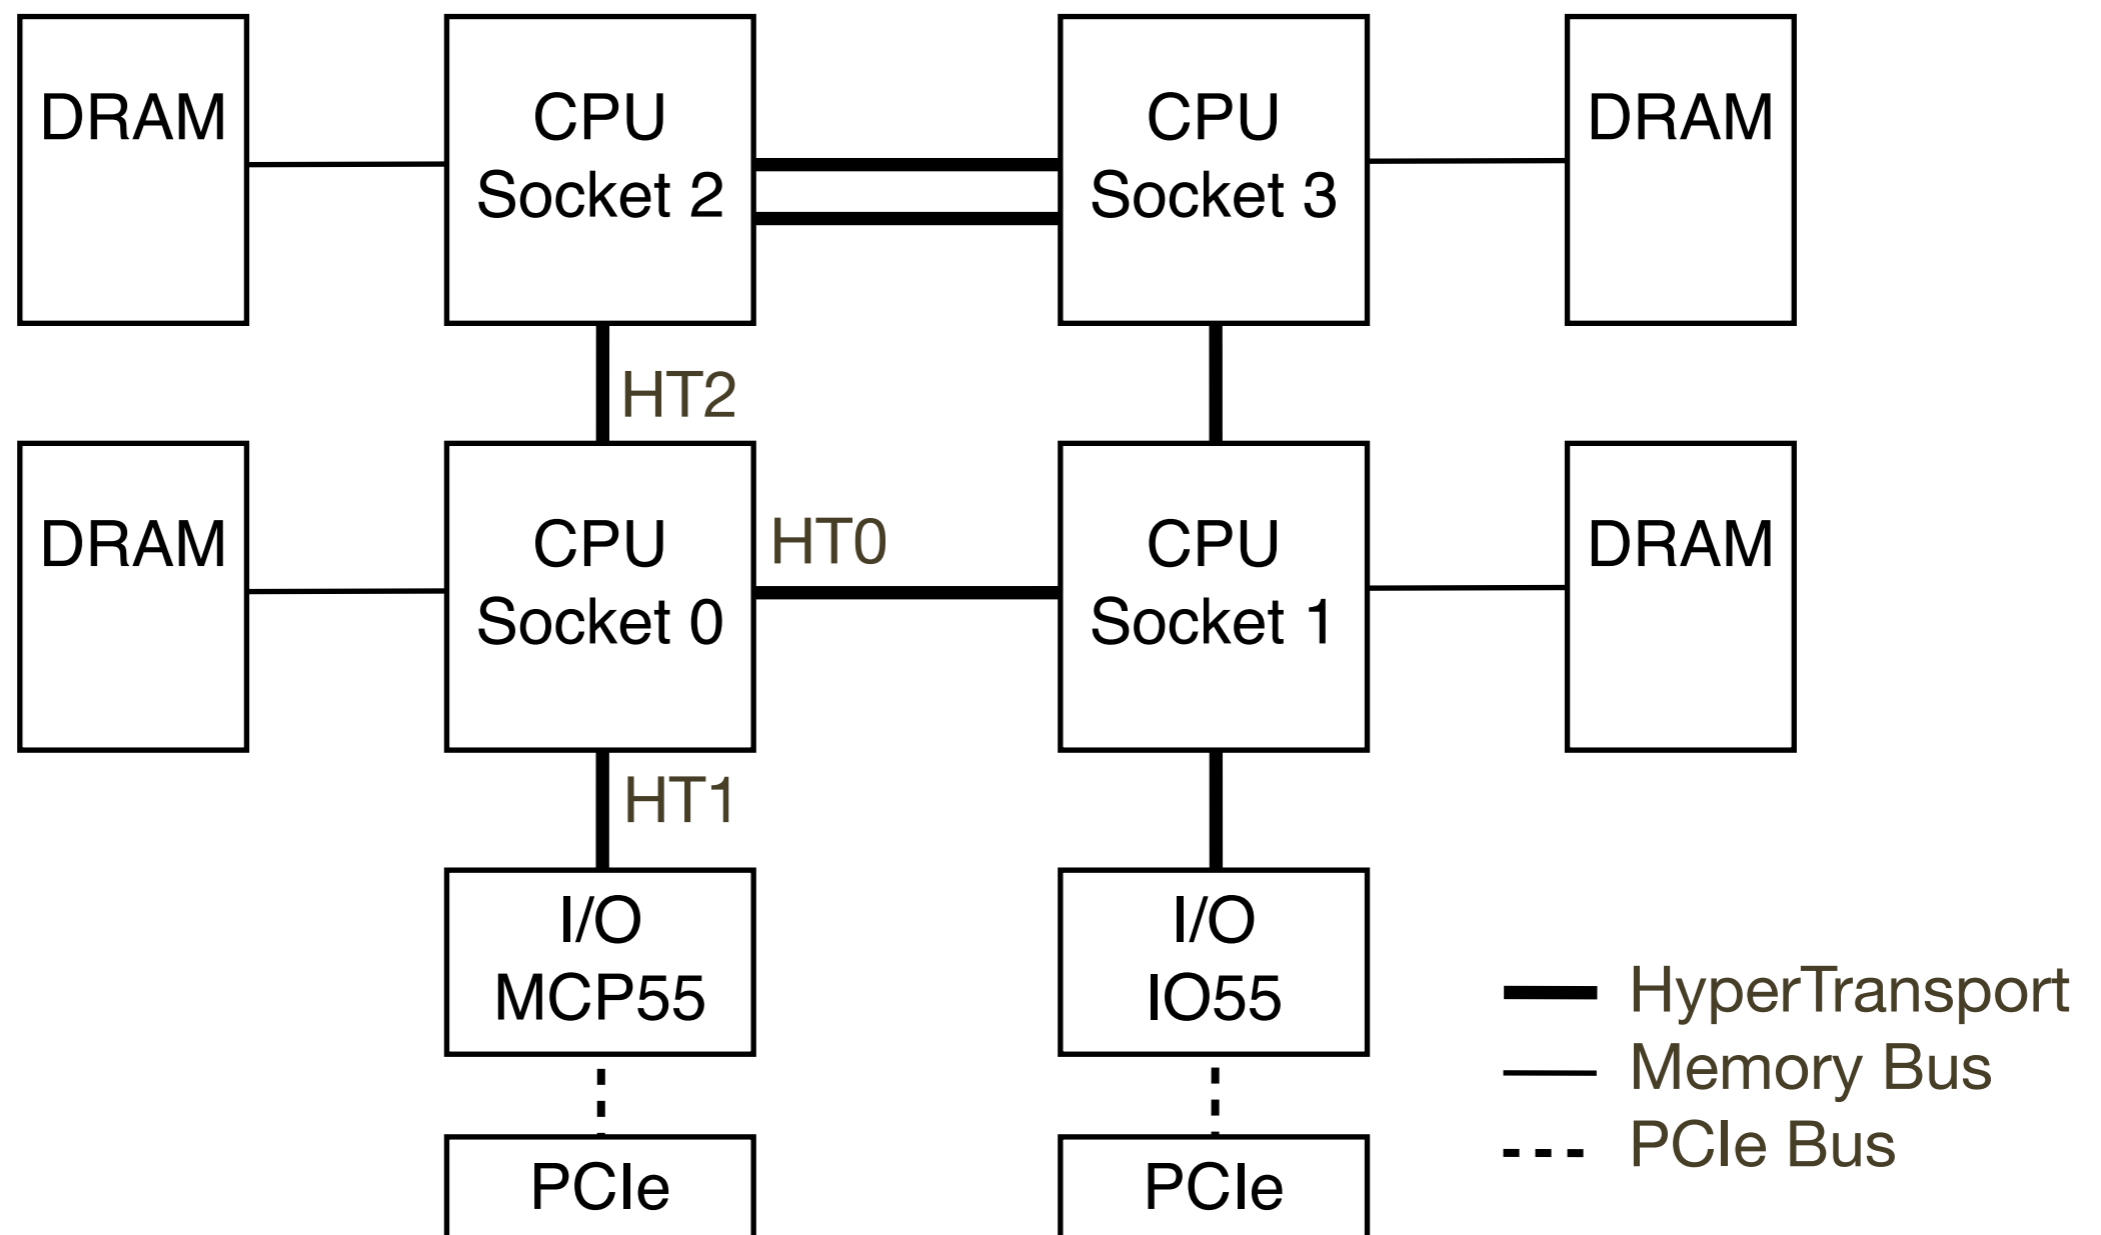 DRAM
CPU
Socket 2
CPU
Socket 3
DRAM
HT2
DRAM
CPU
Socket 0
HT0
CPU
Socket 1
DRAM
HT1
I/O
MCP55
I/O
IO55
HyperTransport
Memory Bus
PCIe Bus
PCIe
PCIe